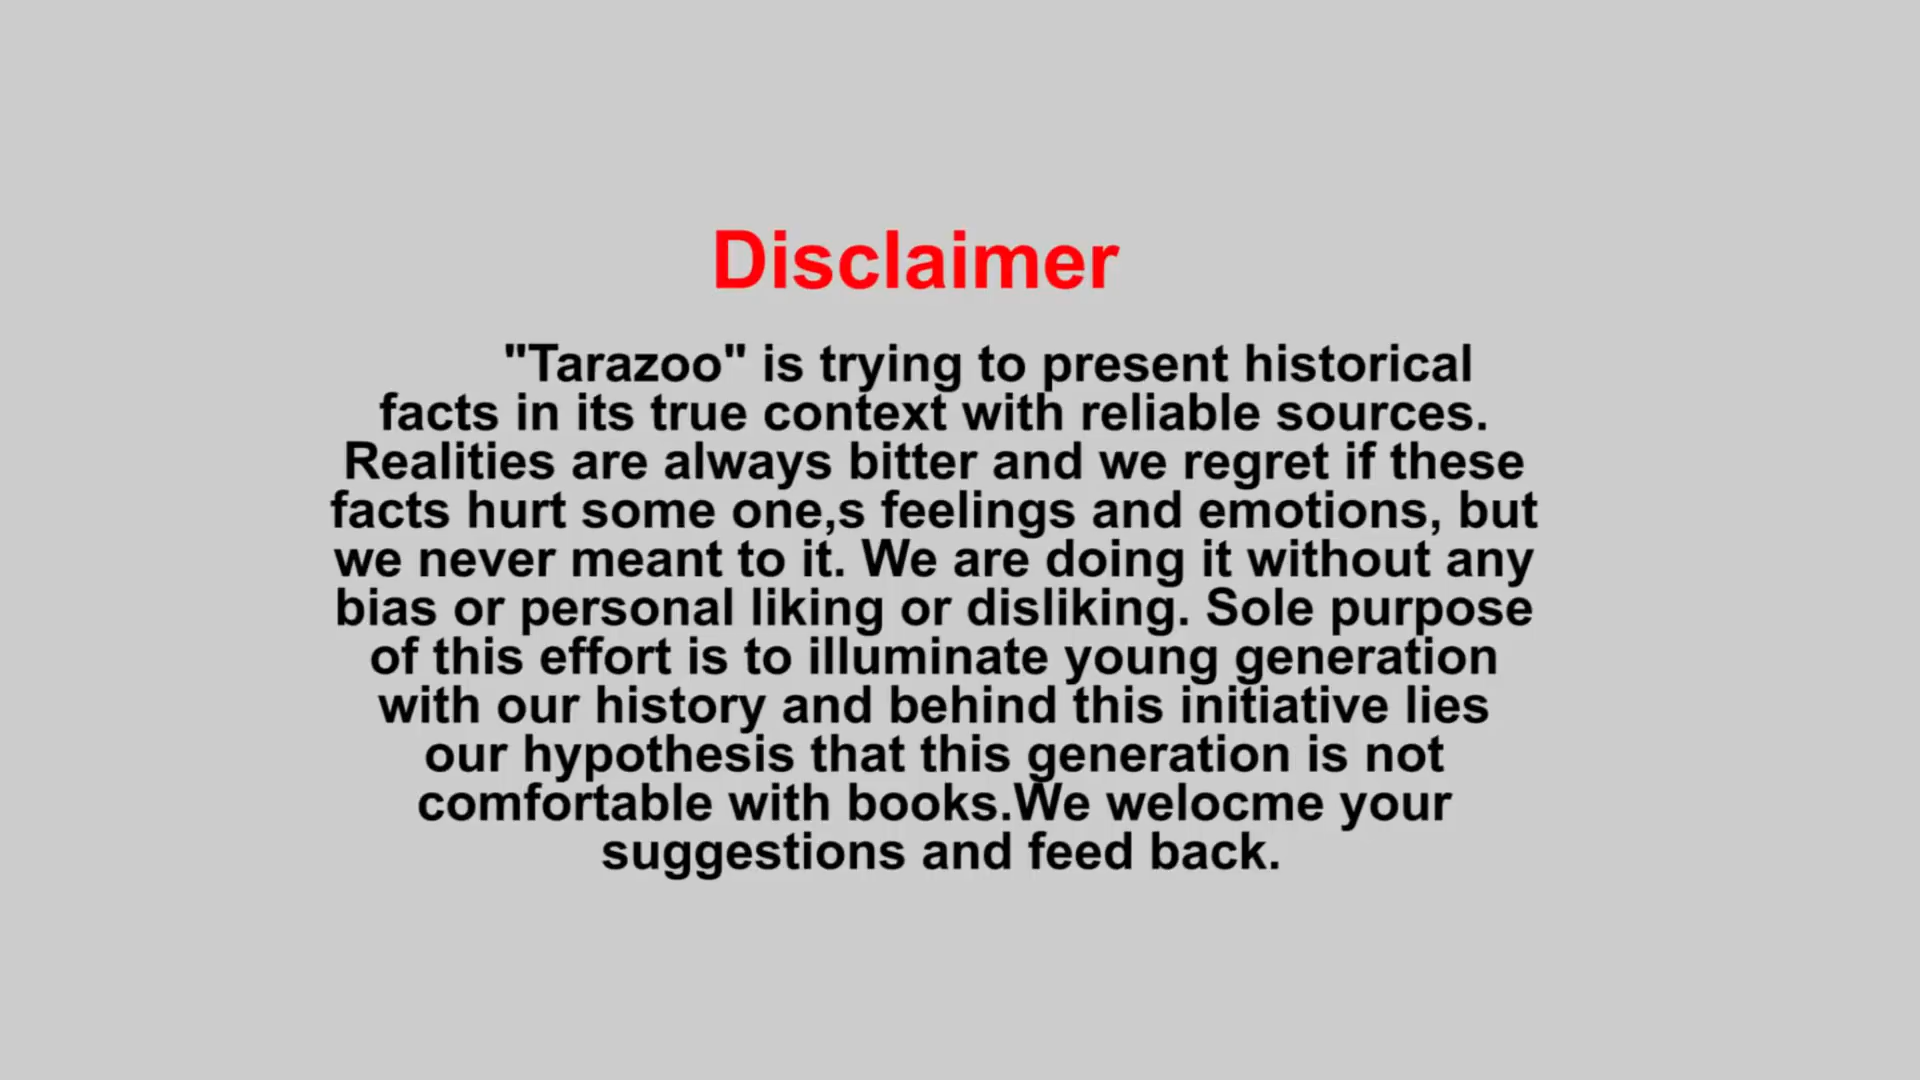 Disclaimer
"Tarazoo" is trying to present historical
facts in its true context with reliable sources.
Realities are always bitter and we regret if these
facts hurt some one,s feelings and emotions, but
we never meant to it. We are doing it without any
bias or personal liking or disliking. Sole purpose
of this effort is to illuminate young generation
with our history and behind this initiative lies
our hypothesis that this generation is not
comfortable with books.We welocme your
suggestions and feed back.